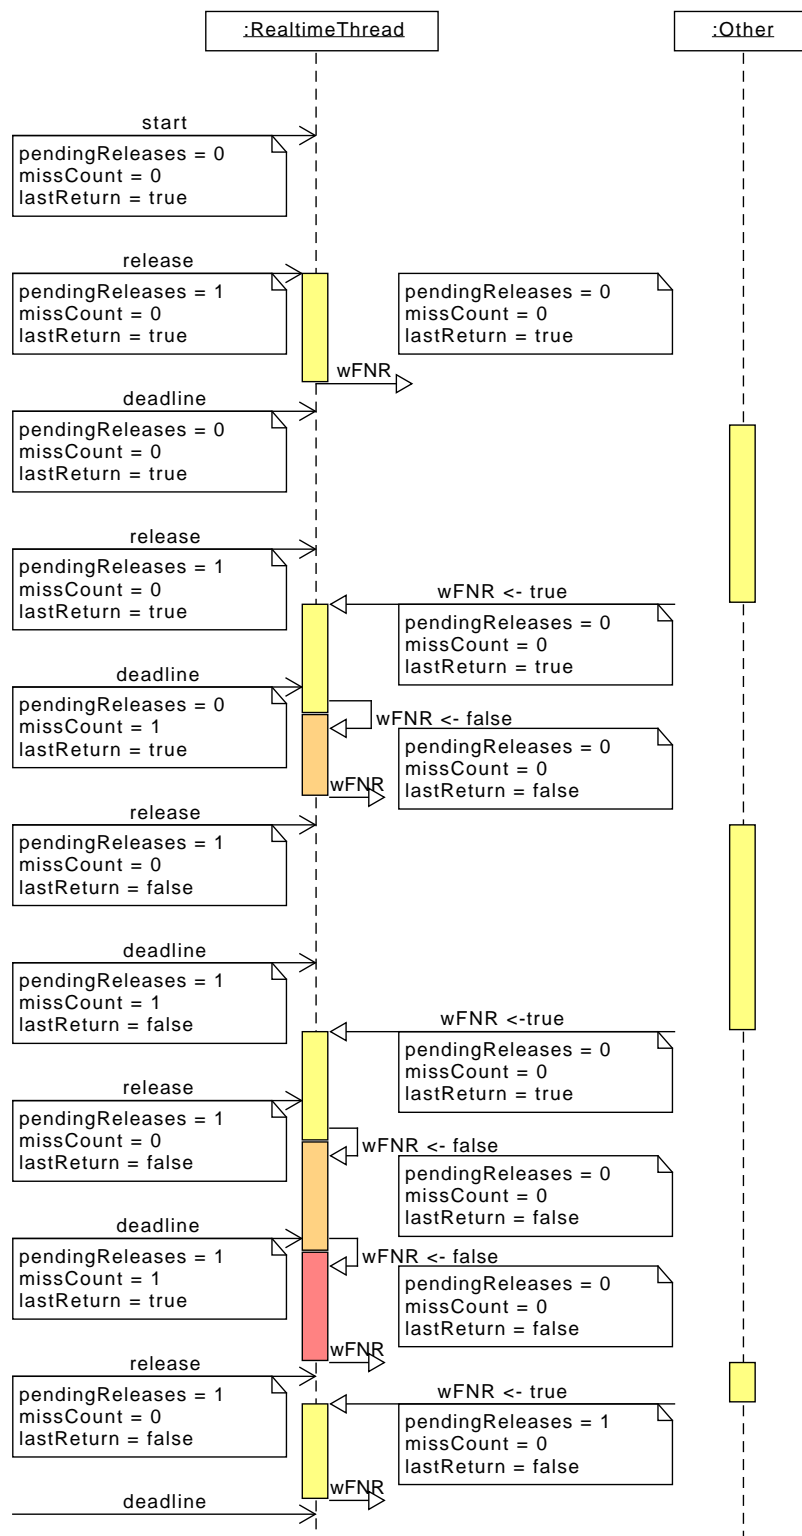 :RealtimeThread
:Other
start
pendingReleases = 0
missCount = 0
lastReturn = true
release
pendingReleases = 1
missCount = 0
lastReturn = true
pendingReleases = 0
missCount = 0
lastReturn = true
wFNR
deadline
pendingReleases = 0
missCount = 0
lastReturn = true
release
pendingReleases = 1
missCount = 0
lastReturn = true
wFNR <- true
pendingReleases = 0
missCount = 0
lastReturn = true
deadline
pendingReleases = 0
missCount = 1
lastReturn = true
wFNR <- false
pendingReleases = 0
missCount = 0
lastReturn = false
wFNR
release
pendingReleases = 1
missCount = 0
lastReturn = false
deadline
pendingReleases = 1
missCount = 1
lastReturn = false
wFNR <-true
pendingReleases = 0
missCount = 0
lastReturn = true
release
pendingReleases = 1
missCount = 0
lastReturn = false
wFNR <- false
pendingReleases = 0
missCount = 0
lastReturn = false
deadline
pendingReleases = 1
missCount = 1
lastReturn = true
wFNR <- false
pendingReleases = 0
missCount = 0
lastReturn = false
wFNR
release
pendingReleases = 1
missCount = 0
lastReturn = false
wFNR <- true
pendingReleases = 1
missCount = 0
lastReturn = false
wFNR
deadline